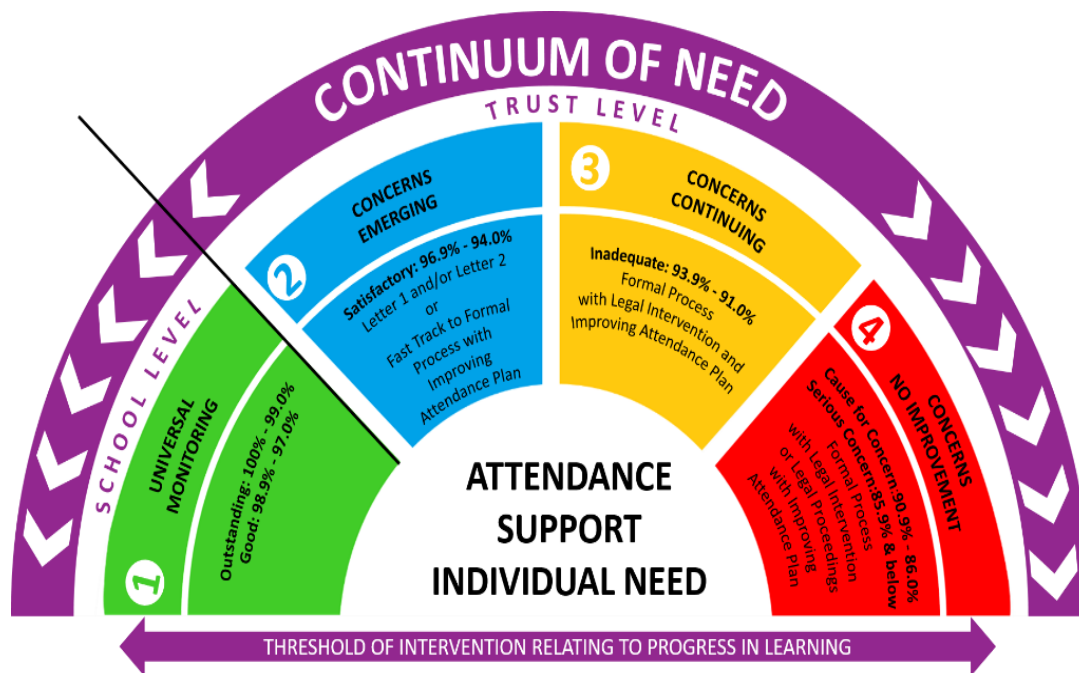 CONTINUUM OF NEED
TRUST LEVEL
SCHOOL LEVEL
1
UNIVERSAL
MONITORING
Outstanding: 100% - 99.0%
Good: 98.9% - 97.0%
2
CONCERNS
EMERGING
Satisfactory: 96.9% - 94.0%
Letter 1 and/or Letter 2
or
Fast Track to Formal
Process with
Improving
Attendance Plan
3
CONCERNS
CONTINUING
Inadequate: 93.9% - 91.0%
Formal Process
with Legal Intervention and
Improving Attendance Plan
4
CONCERNS
NO IMPROVEMENT
Cause for Concern:90.9% - 86.0%
Serious Concern:85.9% & below
Formal Process
with Legal Intervention
or Legal Proceedings
with Improving
Attendance Plan
ATTENDANCE
SUPPORT
INDIVIDUAL NEED
THRESHOLD OF INTERVENTION RELATING TO PROGRESS IN LEARNING